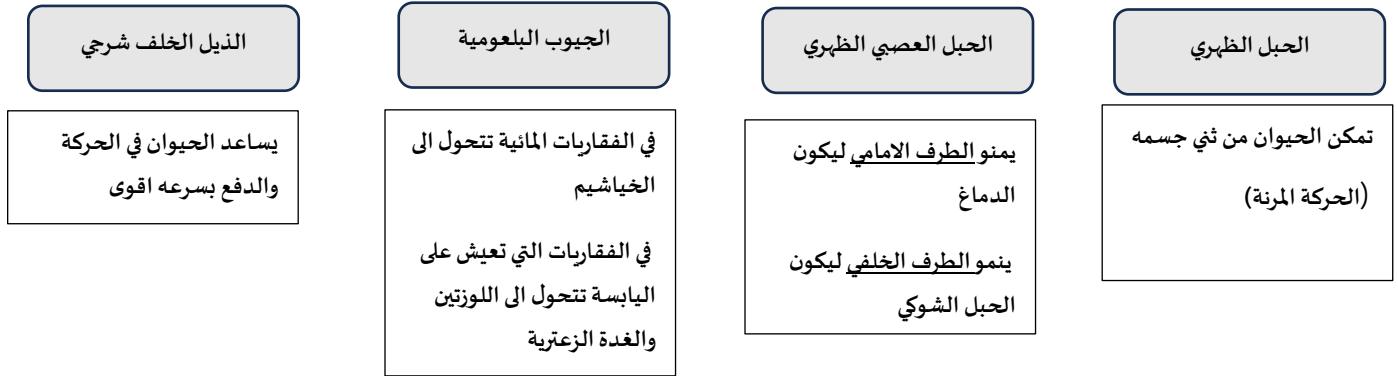 الحبل الظهري
تمكن الحيوان من ثني جسمه
(الحركة المرنة)
الحبل العصبي الظهري
يمنو الطرف الامامي ليكون
الدماغ
ينمو الطرف الخلفي ليكون
الحبل الشوكي
الجيوب البلعومية
في الفقاريات المائية تتحول الى
الخياشيم
في الفقاريات التي تعيش على
اليابسة تتحول الى اللوزتين
والغدة الزعترية
الذيل الخلف شرجي
يساعد الحيوان في الحركة
والدفع بسرعه اقوى